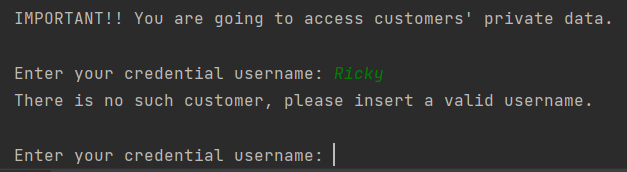 IMPORTANT!! You are going to access customers' private data.
Enter your credential username: Ricky
There is no such customer, please insert a valid username.
Enter your credential username: